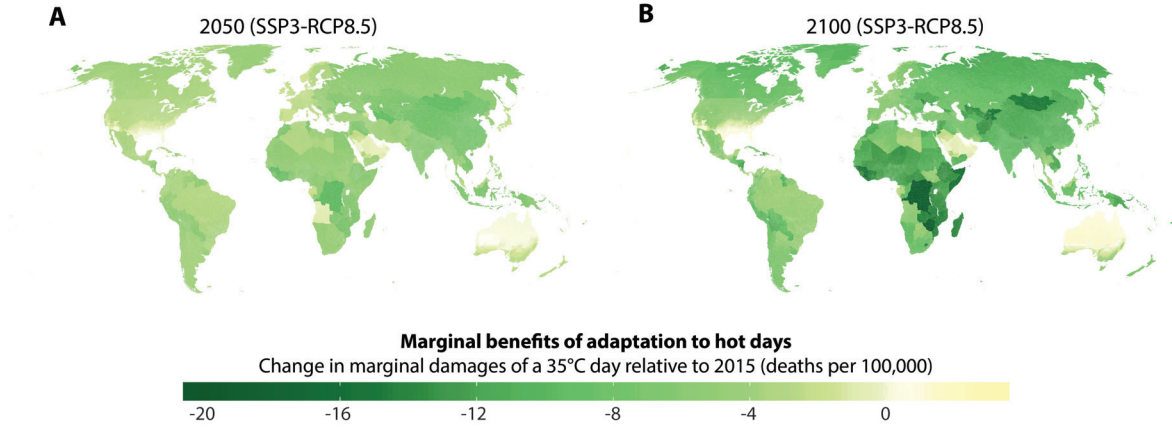 A
2050 (SSP3-RCP8.5)
B
2100 (SSP3-RCP8.5)
Marginal benefits of adaptation to hot days
Change in marginal damages of a 35°C day relative to 2015 (deaths per 100,000)
-20 -16 -12 -8 -4 0